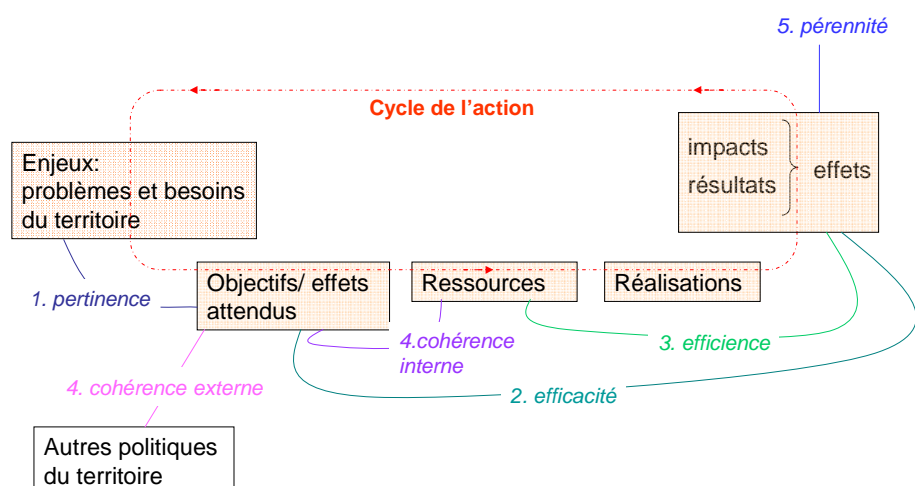 5. pérennité
Cycle de l'action
Enjeux:
problèmes et besoins
du territoire
impacts
résultats
effets
1. pertinence
Objectifs/ effets
attendus
Ressources
Réalisations
4.cohérence
interne
3. efficience
4. cohérence externe
2. efficacité
Autres politiques
du territoire